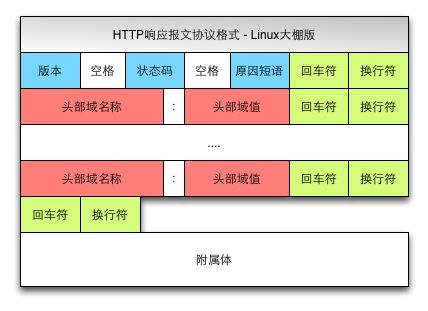 HTTP响应报文协议格式 - Linux大棚版
版本 空格 状态码 空格 原因短语 回车符 换行符
头部域名称 : 头部域值 回车符 换行符
....
头部域名称 : 头部域值 回车符 换行符
回车符 换行符
附属体